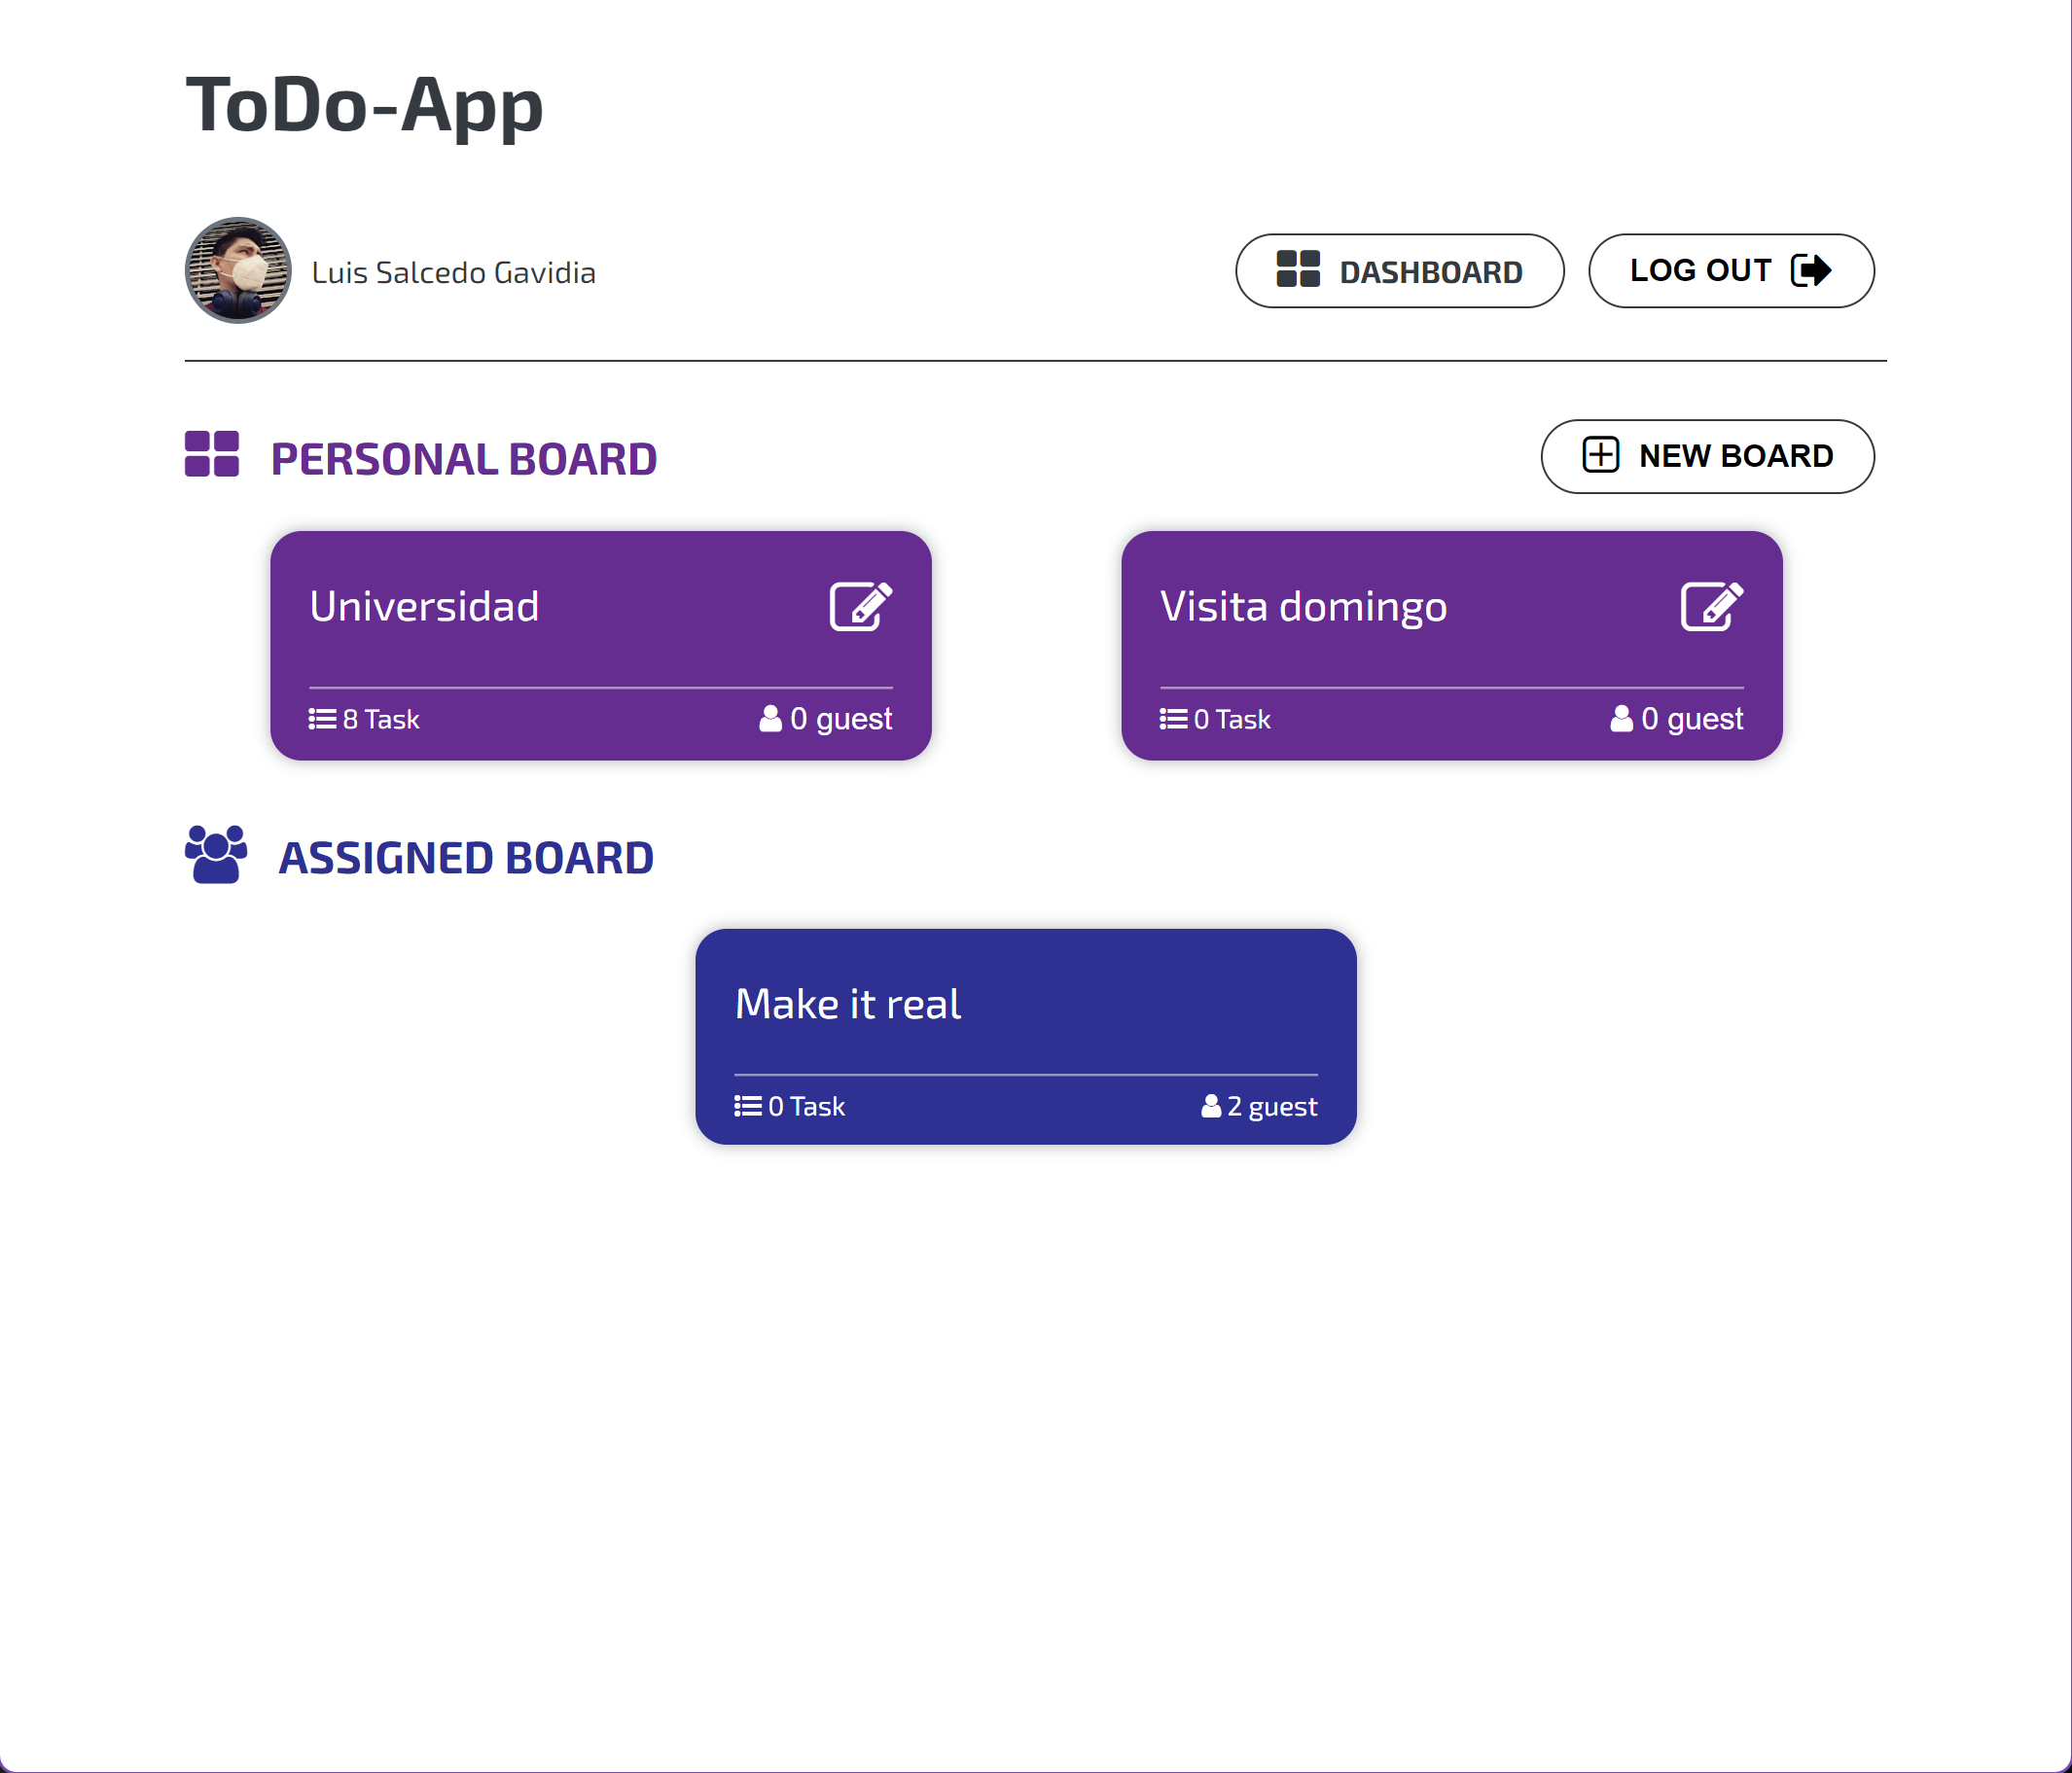 ToDo-App
Luis Salcedo Gavidia
DASHBOARD
LOG OUT
PERSONAL BOARD
NEW BOARD
Universidad
8 Task
0 guest
Visita domingo
0 Task
0 guest
ASSIGNED BOARD
Make it real
0 Task
2 guest